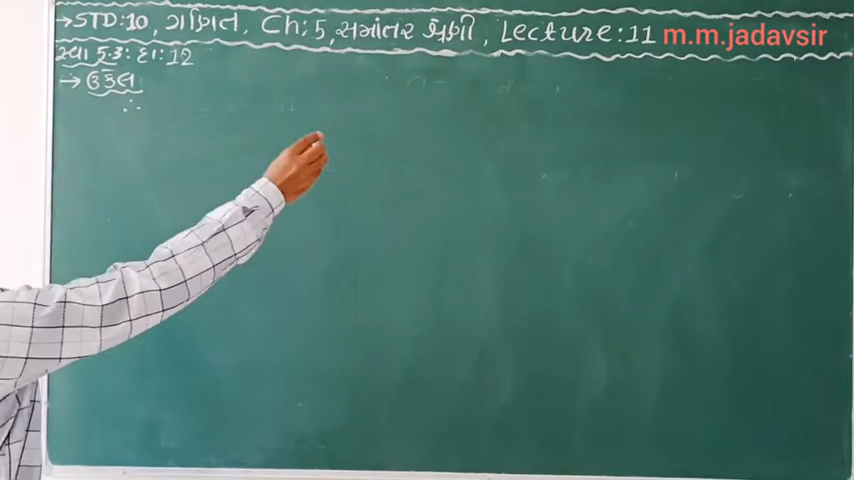 → STD:10, ગણિત, Ch:5, સમાંતર શ્રેણી, Lecture:11 m.m.jadavsir
સ્વા 5.3: દા:12
→ ઉકેલ
∴